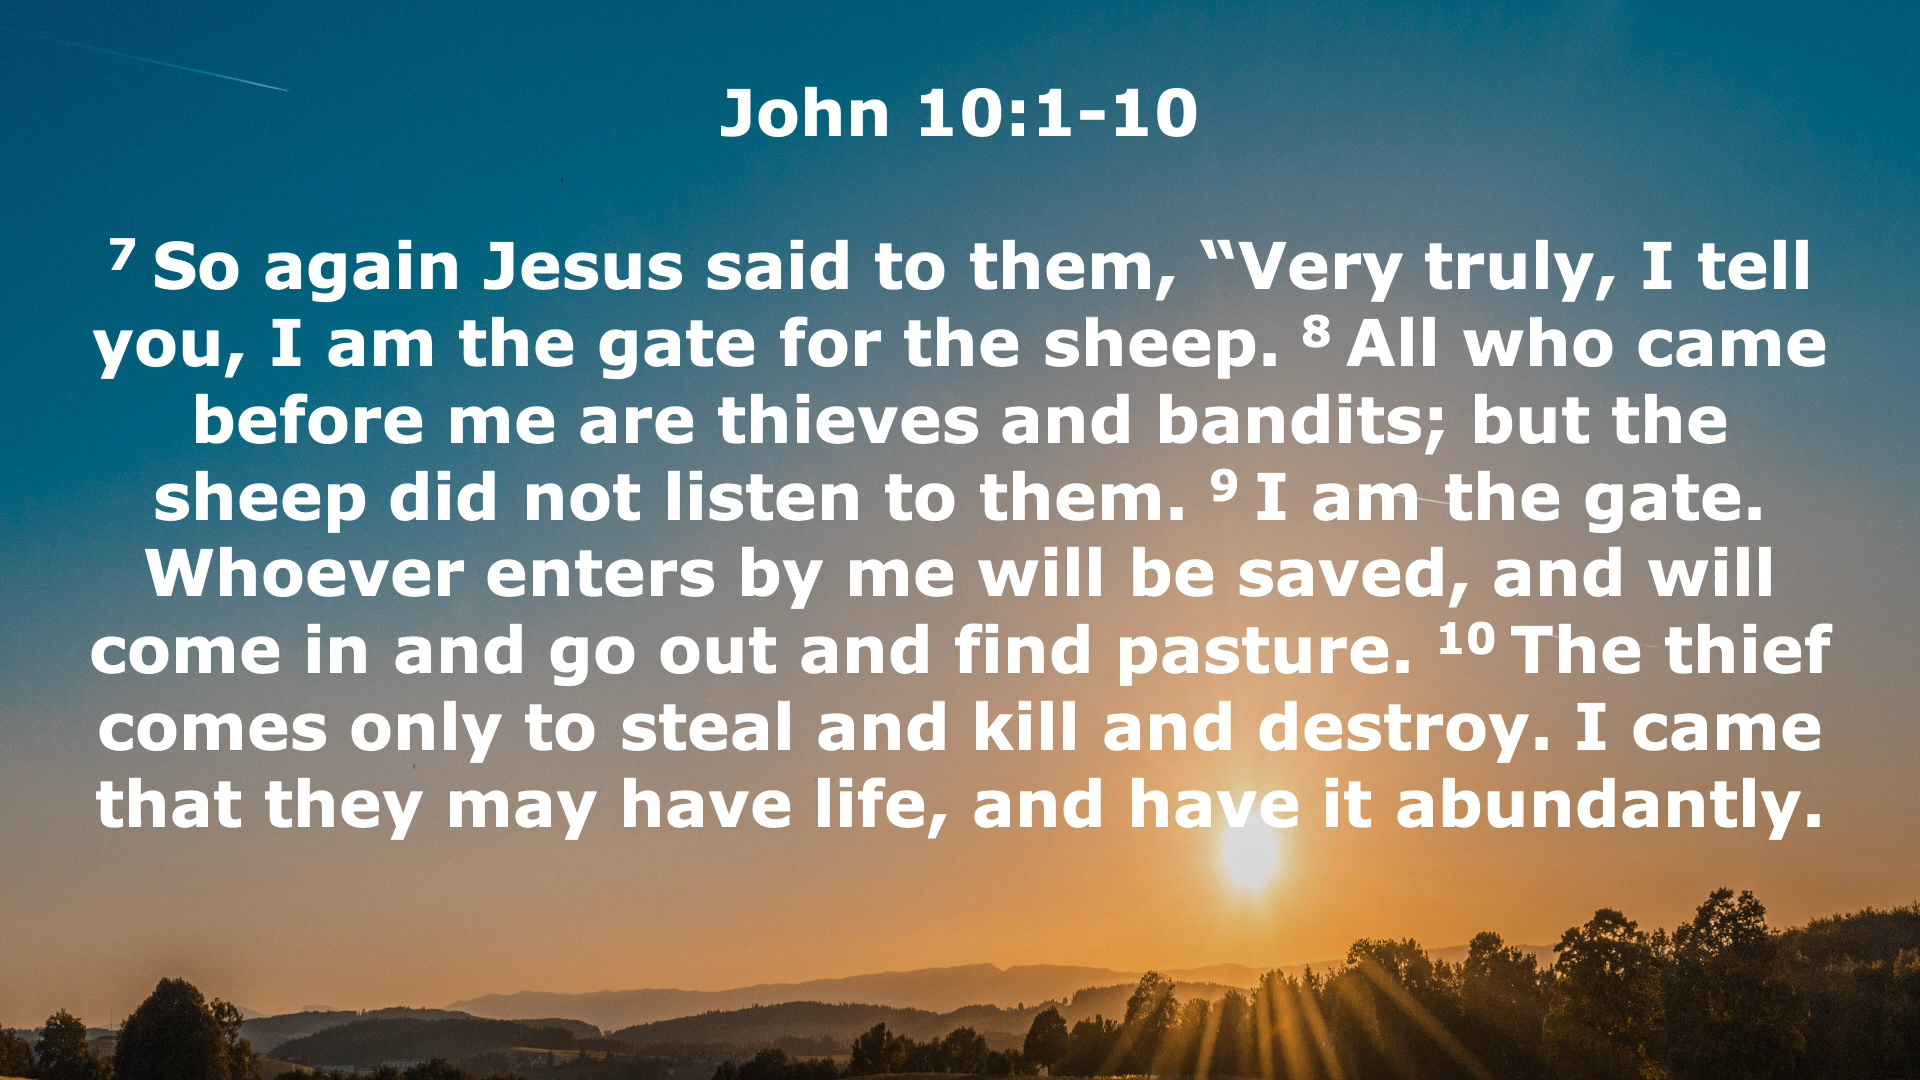 John 10:1-10
7 So again Jesus said to them, “Very truly, I tell
you, I am the gate for the sheep. 8 All who came
before me are thieves and bandits; but the
sheep did not listen to them. 9 I am the gate.
Whoever enters by me will be saved, and will
come in and go out and find pasture. 10 The thief
comes only to steal and kill and destroy. I came
that they may have life, and have it abundantly.